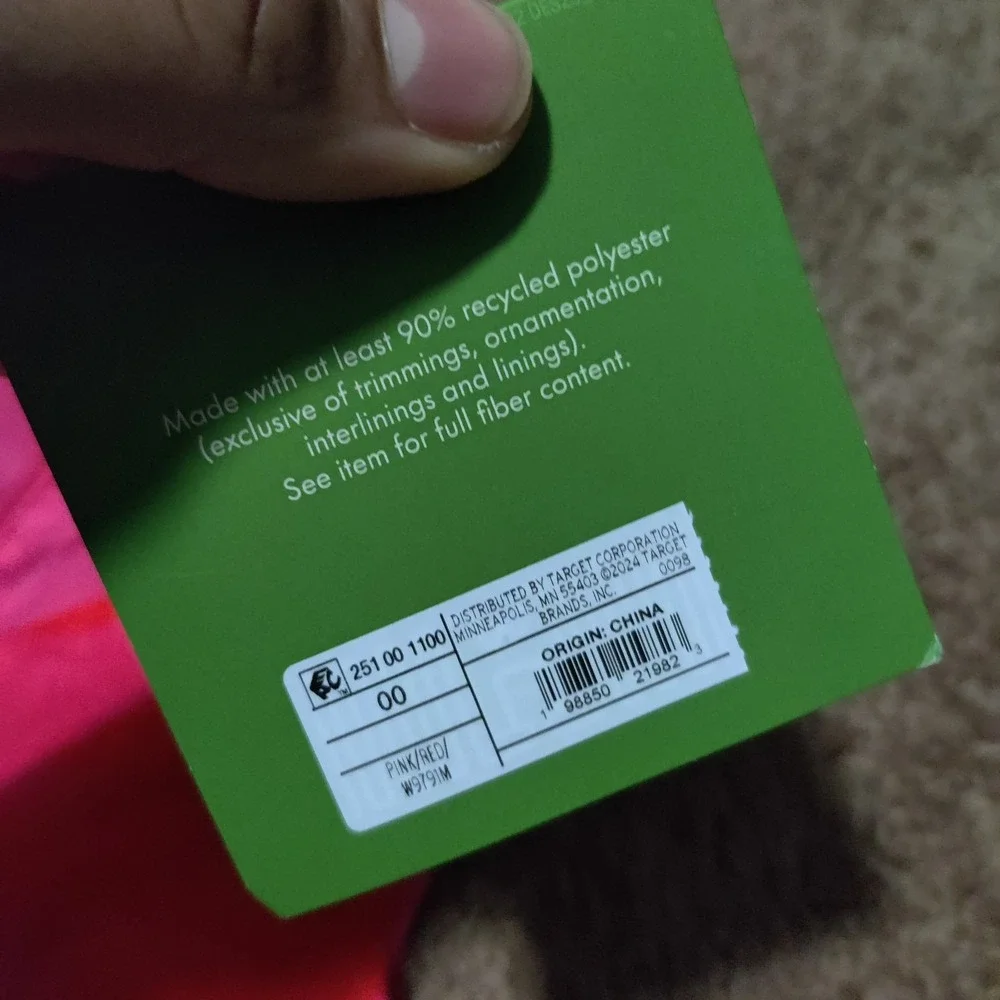 Made with at least 90% recycled polyester
(exclusive of trimmings, ornamentation,
interlinings and linings).
See item for full fiber content.
251 00 1100
00
PINK/RED/
W9791M
DISTRIBUTED BY TARGET CORPORATION
MINNEAPOLIS, MN 55403 ©2024 TARGET
BRANDS, INC. 0098
ORIGIN: CHINA
1 98850 21982 3